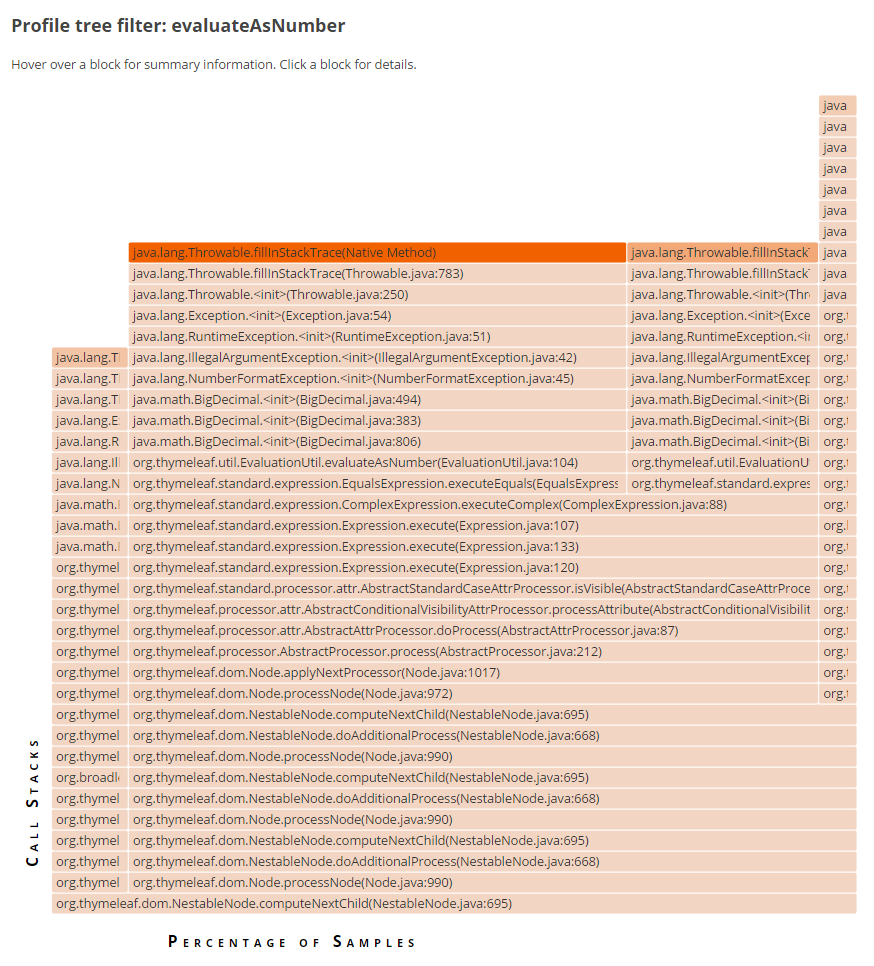 Profile tree filter: evaluateAsNumber
Hover over a block for summary information. Click a block for details.
java
java
java
java
java
java
java
java.lang.Throwable.fillInStackTrace(Native Method) java.lang.Throwable.fillInStack java
java.lang.Throwable.fillInStackTrace(Throwable.java:783) java.lang.Throwable.fillInStack java
java.lang.Throwable.<init>(Throwable.java:250) java.lang.Throwable.<init>(Thr java
java.lang.Exception.<init>(Exception.java:54) java.lang.Exception.<init>(Exce org.
java.lang.RuntimeException.<init>(RuntimeException.java:51) java.lang.RuntimeException.<i org.
java.lang.T java.lang.IllegalArgumentException.<init>(IllegalArgumentException.java:42) java.lang.IllegalArgumentExcep org.
java.lang.T java.lang.NumberFormatException.<init>(NumberFormatException.java:45) java.lang.NumberFormatExcep org.
java.lang.T java.math.BigDecimal.<init>(BigDecimal.java:494) java.math.BigDecimal.<init>(Bi org.
java.lang.E java.math.BigDecimal.<init>(BigDecimal.java:383) java.math.BigDecimal.<init>(Bi org.
java.lang.R java.math.BigDecimal.<init>(BigDecimal.java:806) java.math.BigDecimal.<init>(Bi org.
java.lang.Ill org.thymeleaf.util.EvaluationUtil.evaluateAsNumber(EvaluationUtil.java:104) org.thymeleaf.util.EvaluationU org.
java.lang.N org.thymeleaf.standard.expression.EqualsExpression.executeEquals(EqualsExpress org.thymeleaf.standard.expres org.
java.math. org.thymeleaf.standard.expression.ComplexExpression.executeComplex(ComplexExpression.java:88) org.
java.math. org.thymeleaf.standard.expression.Expression.execute(Expression.java:107) org.
java.math. org.thymeleaf.standard.expression.Expression.execute(Expression.java:133) org.
org.thymel org.thymeleaf.standard.expression.Expression.execute(Expression.java:120) org.
org.thymel org.thymeleaf.standard.processor.attr.AbstractStandardCaseAttrProcessor.isVisible(AbstractStandardCaseAttrProce org.
org.thymel org.thymeleaf.processor.attr.AbstractConditionalVisibilityAttrProcessor.processAttribute(AbstractConditionalVisibilit org.
org.thymel org.thymeleaf.processor.attr.AbstractAttrProcessor.doProcess(AbstractAttrProcessor.java:87) org.
org.thymel org.thymeleaf.processor.AbstractProcessor.process(AbstractProcessor.java:212) org.
org.thymel org.thymeleaf.dom.Node.applyNextProcessor(Node.java:1017) org.
org.thymel org.thymeleaf.dom.Node.processNode(Node.java:972) org.
org.thymel org.thymeleaf.dom.NestableNode.computeNextChild(NestableNode.java:695)
org.thymel org.thymeleaf.dom.NestableNode.doAdditionalProcess(NestableNode.java:668)
org.thymel org.thymeleaf.dom.Node.processNode(Node.java:990)
org.broadl org.thymeleaf.dom.NestableNode.computeNextChild(NestableNode.java:695)
org.thymel org.thymeleaf.dom.NestableNode.doAdditionalProcess(NestableNode.java:668)
org.thymel org.thymeleaf.dom.Node.processNode(Node.java:990)
org.thymel org.thymeleaf.dom.NestableNode.computeNextChild(NestableNode.java:695)
org.thymel org.thymeleaf.dom.NestableNode.doAdditionalProcess(NestableNode.java:668)
org.thymel org.thymeleaf.dom.Node.processNode(Node.java:990)
org.thymeleaf.dom.NestableNode.computeNextChild(NestableNode.java:695)
Call Stacks
Percentage of Samples